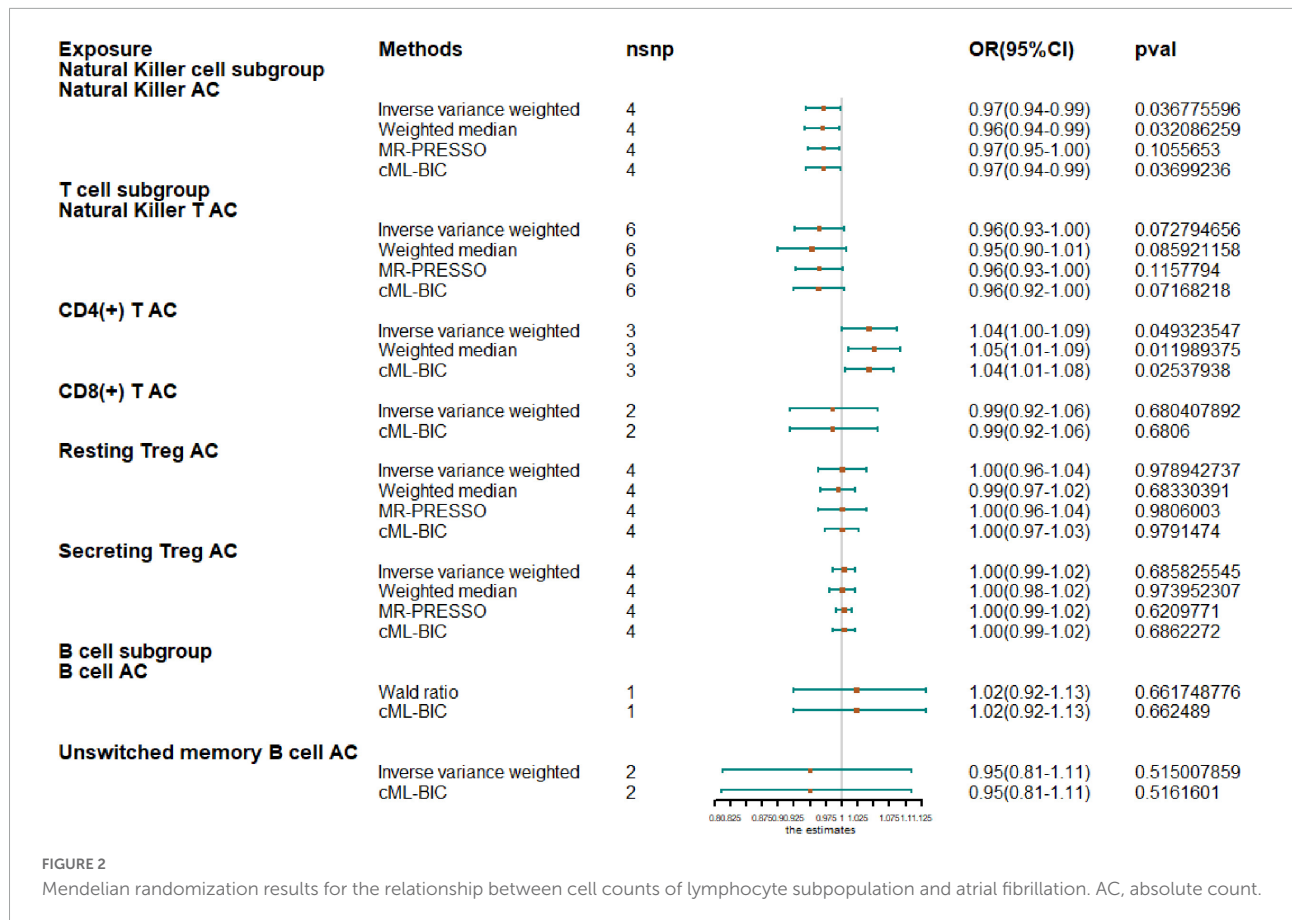 Exposure Methods nsnp OR(95%CI) pval
Natural Killer cell subgroup
Natural Killer AC
Inverse variance weighted 4 0.97(0.94-0.99) 0.036775596
Weighted median 4 0.96(0.94-0.99) 0.032086259
MR-PRESSO 4 0.97(0.95-1.00) 0.1055653
cML-BIC 4 0.97(0.94-0.99) 0.03699236
T cell subgroup
Natural Killer T AC
Inverse variance weighted 6 0.96(0.93-1.00) 0.072794656
Weighted median 6 0.95(0.90-1.01) 0.085921158
MR-PRESSO 6 0.96(0.93-1.00) 0.1157794
cML-BIC 6 0.96(0.92-1.00) 0.07168218
CD4(+) T AC
Inverse variance weighted 3 1.04(1.00-1.09) 0.049323547
Weighted median 3 1.05(1.01-1.09) 0.011989375
cML-BIC 3 1.04(1.01-1.08) 0.02537938
CD8(+) T AC
Inverse variance weighted 2 0.99(0.92-1.06) 0.680407892
cML-BIC 2 0.99(0.92-1.06) 0.6806
Resting Treg AC
Inverse variance weighted 4 1.00(0.96-1.04) 0.978942737
Weighted median 4 0.99(0.97-1.02) 0.68330391
MR-PRESSO 4 1.00(0.96-1.04) 0.9806003
cML-BIC 4 1.00(0.97-1.03) 0.9791474
Secreting Treg AC
Inverse variance weighted 4 1.00(0.99-1.02) 0.685825545
Weighted median 4 1.00(0.98-1.02) 0.973952307
MR-PRESSO 4 1.00(0.99-1.02) 0.6209771
cML-BIC 4 1.00(0.99-1.02) 0.6862272
B cell subgroup
B cell AC
Wald ratio 1 1.02(0.92-1.13) 0.661748776
cML-BIC 1 1.02(0.92-1.13) 0.662489
Unswitched memory B cell AC
Inverse variance weighted 2 0.95(0.81-1.11) 0.515007859
cML-BIC 2 0.95(0.81-1.11) 0.5161601
0.80.825 0.8750.90.925 0.975 1 1.025 1.0751.11.125
the estimates
FIGURE 2
Mendelian randomization results for the relationship between cell counts of lymphocyte subpopulation and atrial fibrillation. AC, absolute count.